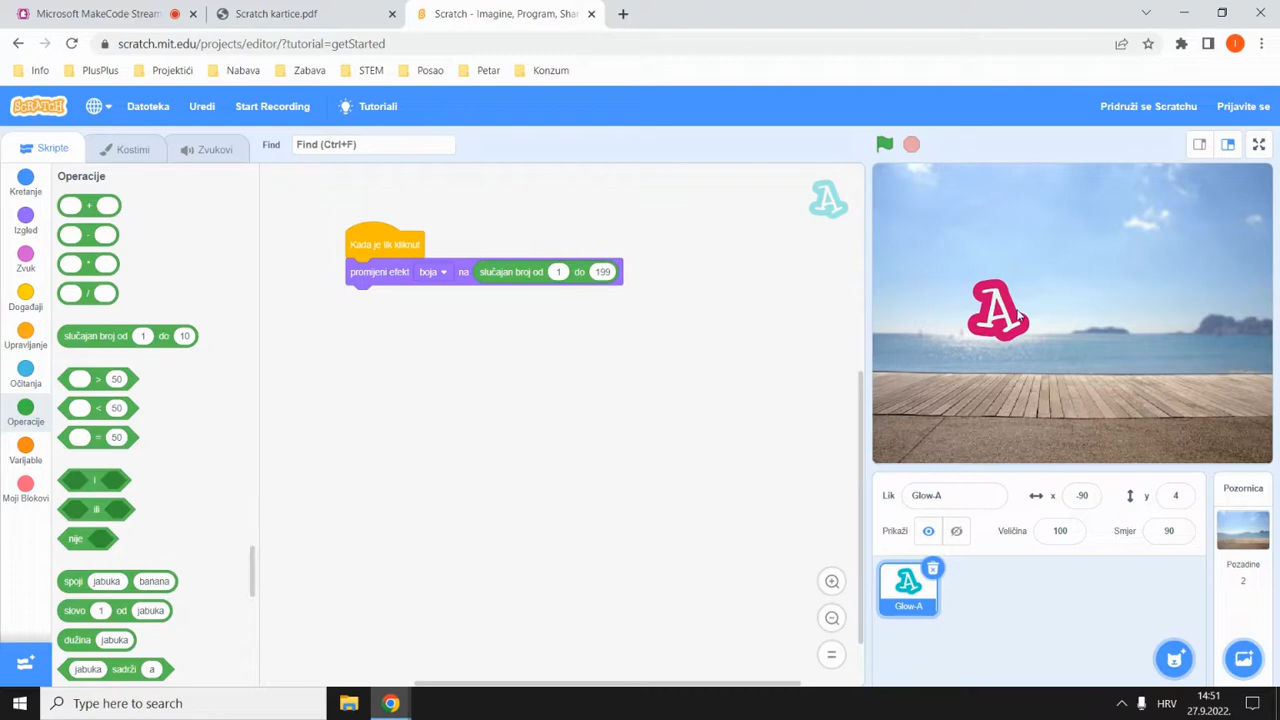 Microsoft MakeCode Stream
Scratch kartice.pdf
Scratch - Imagine, Program, Shar
scratch.mit.edu/projects/editor/?tutorial=getStarted
I
Info
PlusPlus
Projektići
Nabava
Zabava
STEM
Posao
Petar
Konzum
SCRATCH
Datoteka
Uredi
Start Recording
Tutoriali
Pridruži se Scratchu
Prijavite se
Skripte
Kostimi
Zvukovi
Find
Find (Ctrl+F)
Kretanje
Izgled
Zvuk
Događaji
Upravljanje
Očitanja
Operacije
Varijable
Moji Blokovi
Operacije
+
-
*
/
slučajan broj od 1 do 10
> 50
< 50
= 50
i
ili
nije
spoji jabuka banana
slovo 1 od jabuka
dužina jabuka
jabuka sadrži a
Kada je lik kliknut
promijeni efekt boja na slučajan broj od 1 do 199
A
A
Lik Glow-A x -90 y 4
Prikaži Veličina 100 Smjer 90
A
Glow-A
Pozornica
Pozadine
2
Type here to search
HRV
14:51
27.9.2022.